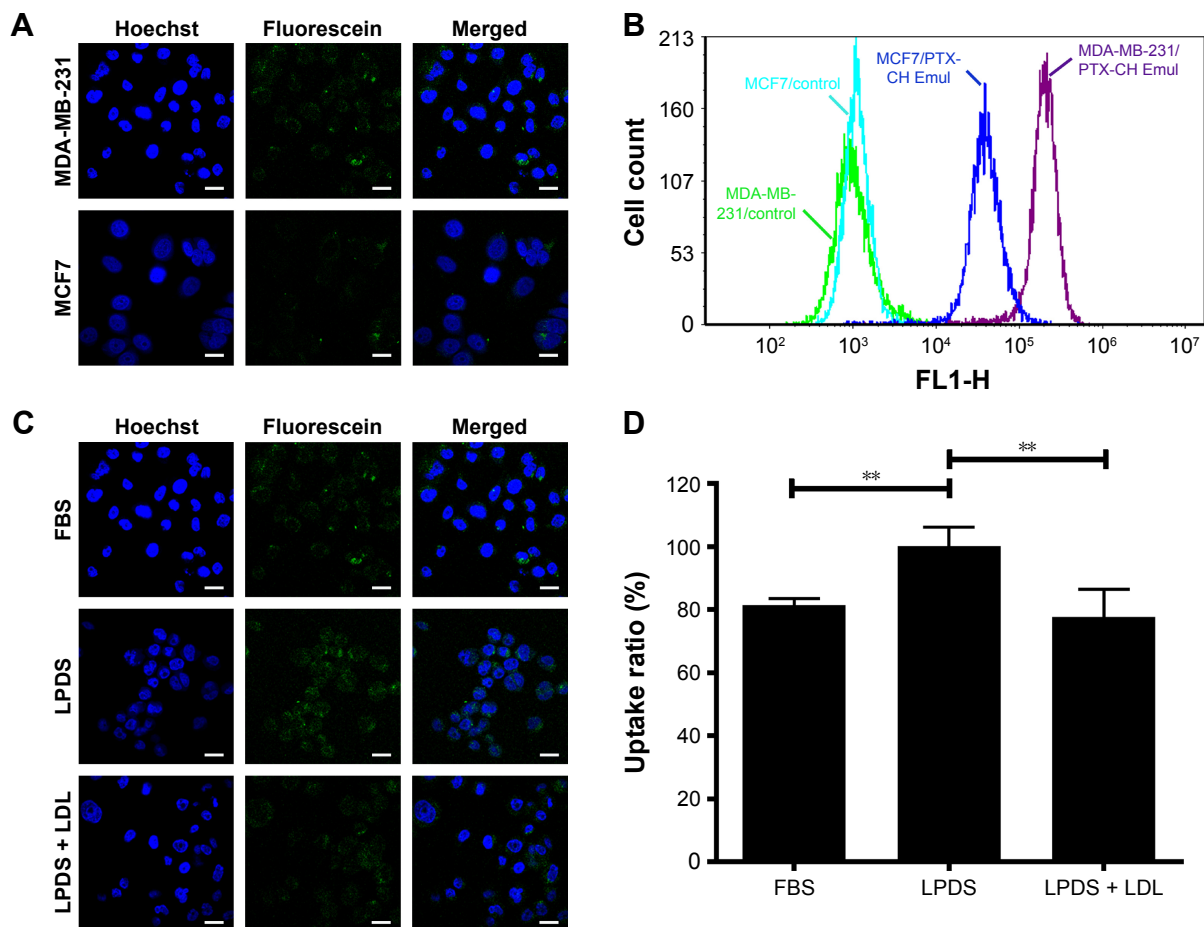 A
Hoechst
Fluorescein
Merged
MDA-MB-231
MCF7
B
213
160
107
53
0
Cell count
MCF7/control
MCF7/PTX-
CH Emul
MDA-MB-231/
PTX-CH Emul
MDA-MB-
231/control
10²
10³
10⁴
10⁵
10⁶
10⁷
FL1-H
C
Hoechst
Fluorescein
Merged
FBS
LPDS
LPDS + LDL
D
**
**
120
100
80
60
40
80
0
Uptake ratio (%)
FBS
LPDS
LPDS + LDL